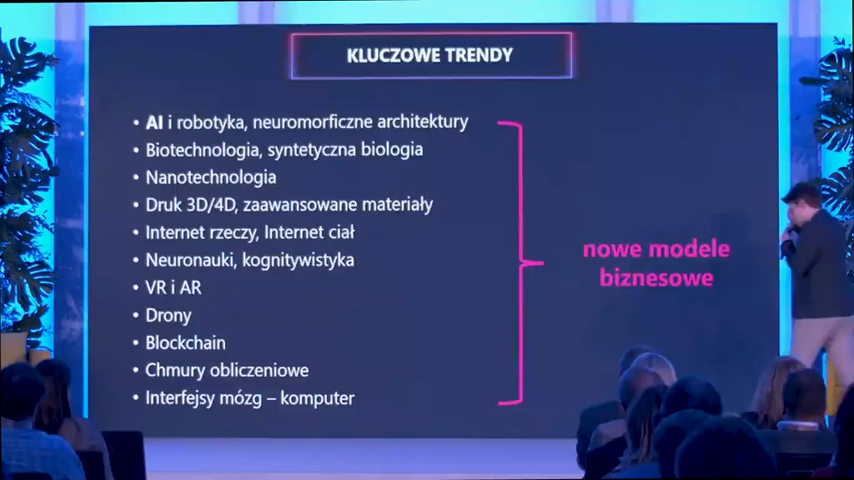 KLUCZOWE TRENDY
• AI i robotyka, neuromorficzne architektury
• Biotechnologia, syntetyczna biologia
• Nanotechnologia
• Druk 3D/4D, zaawansowane materiały
• Internet rzeczy, Internet ciał
• Neuronauki, kognitywistyka
• VR i AR
• Drony
• Blockchain
• Chmury obliczeniowe
• Interfejsy mózg – komputer
nowe modele
biznesowe